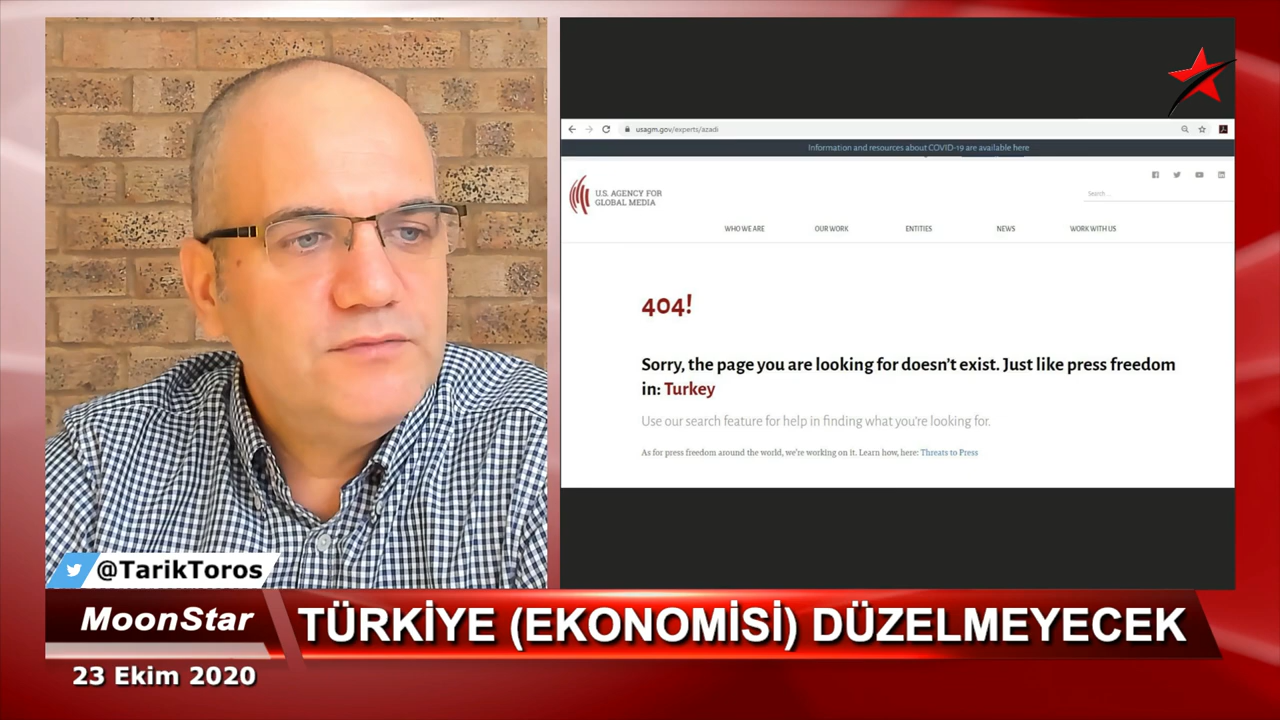 usagm.gov/experts/azadi
Information and resources about COVID-19 are available here
U.S. AGENCY FOR
GLOBAL MEDIA
Search ...
WHO WE ARE
OUR WORK
ENTITIES
NEWS
WORK WITH US
404!
Sorry, the page you are looking for doesn't exist. Just like press freedom
in: Turkey
Use our search feature for help in finding what you're looking for.
As for press freedom around the world, we're working on it. Learn how, here: Threats to Press
@TarikToros
MoonStar
TÜRKİYE (EKONOMİSİ) DÜZELMEYECEK
23 Ekim 2020